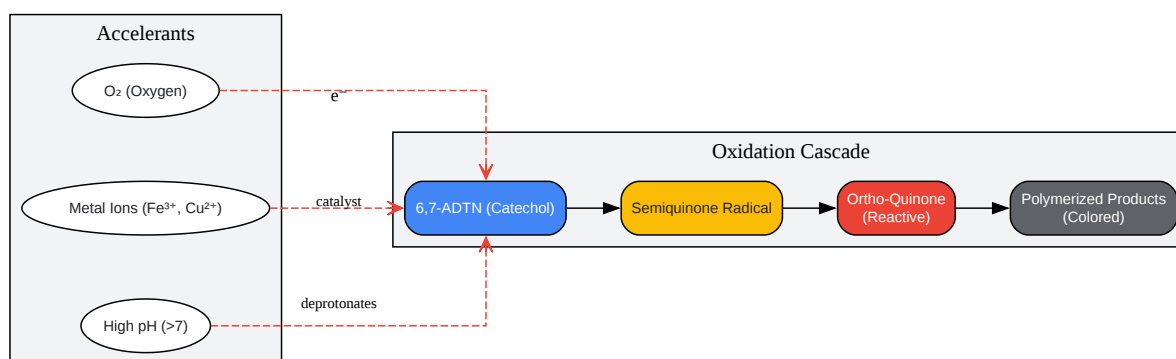 Accelerants
O₂ (Oxygen)
e⁻
Oxidation Cascade
Metal Ions (Fe³⁺, Cu²⁺)
catalyst
6,7-ADTN (Catechol)
Semiquinone Radical
Ortho-Quinone
(Reactive)
Polymerized Products
(Colored)
deprotonates
High pH (>7)